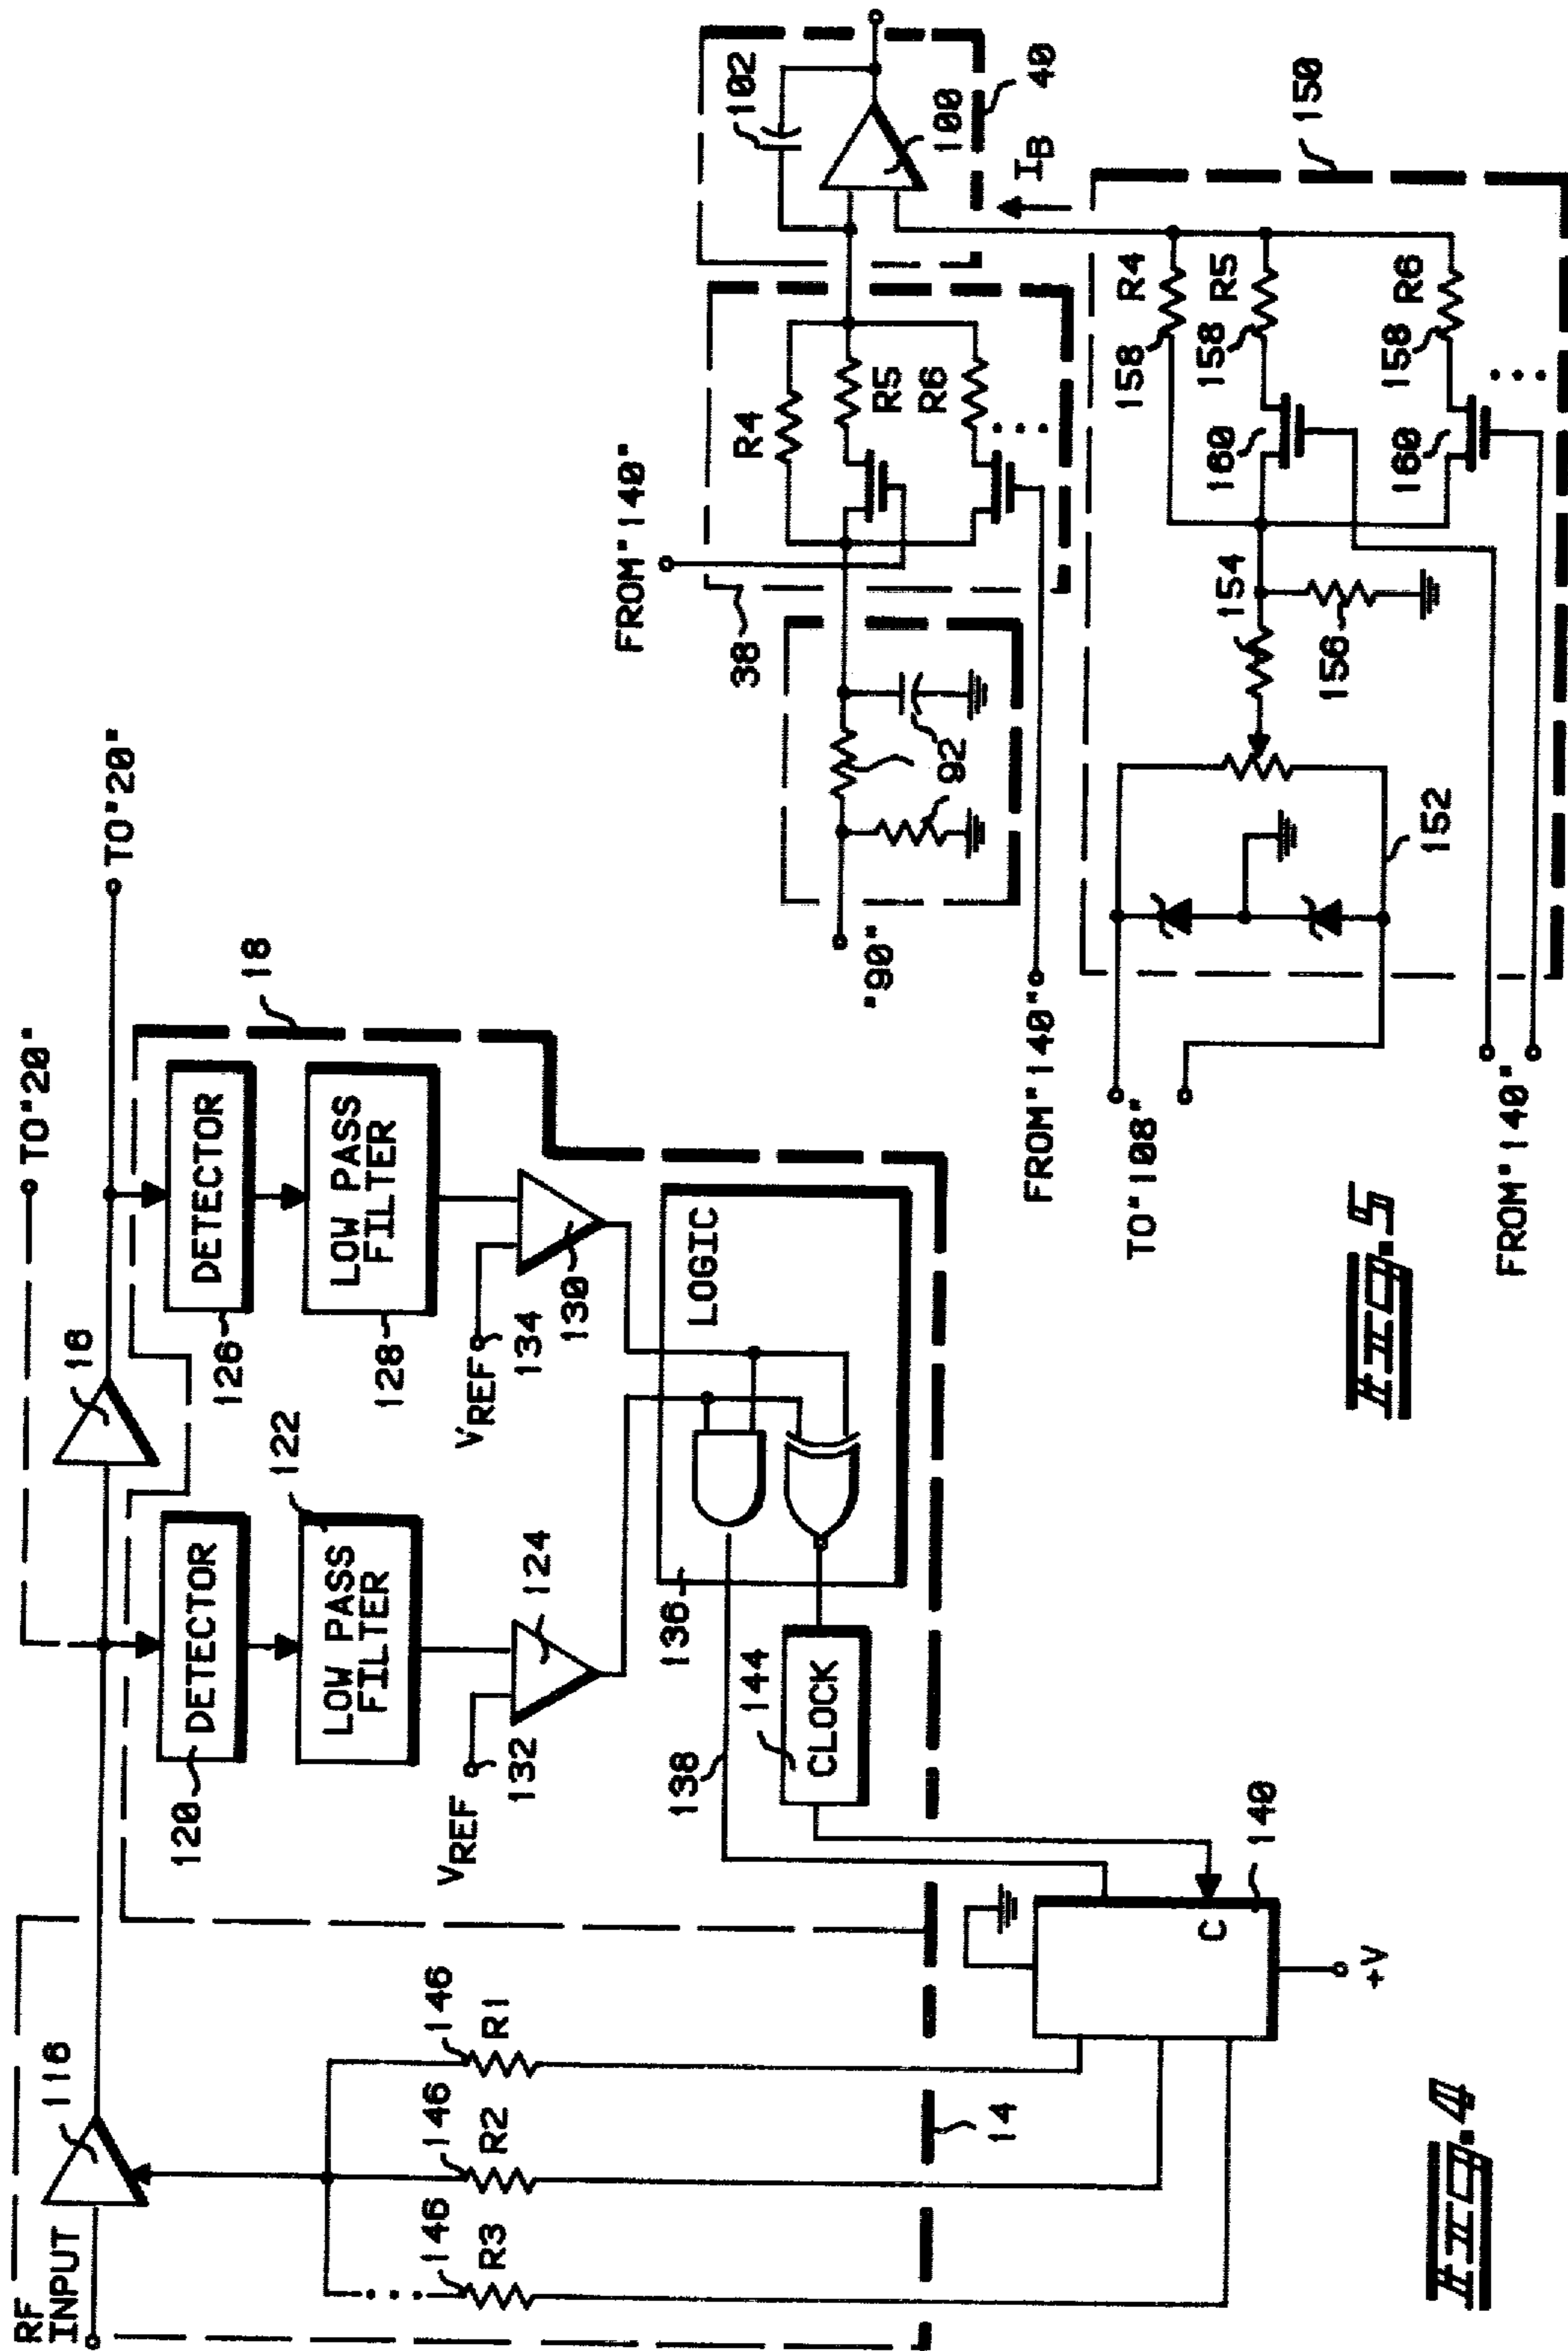 RF
INPUT
116
16
TO"20"
TO"20"
18
120
DETECTOR
126
DETECTOR
122
LOW PASS
FILTER
128
LOW PASS
FILTER
VREF
132
124
V'REF
134
130
146
R3
146
R2
146
R1
136
LOGIC
138
144
CLOCK
14
C
140
+V
FIG.4
FROM"140"
38
R4
R5
R6
102
100
40
IB
92
"90"
FROM"140"
150
158
R4
158
R5
158
R6
160
160
154
156
152
TO"108"
FROM"140"
FIG.5